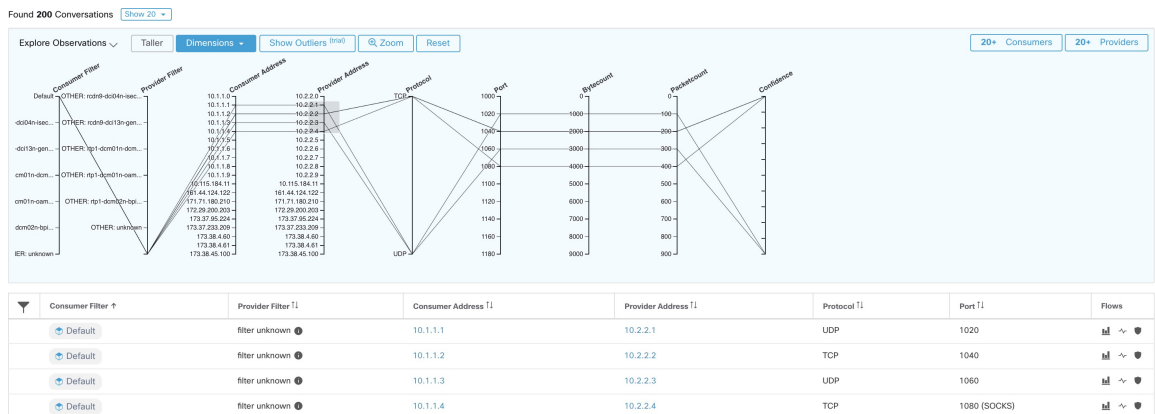 Found 200 Conversations Show 20
Explore Observations Taller Dimensions Show Outliers (trial) Zoom Reset 20+ Consumers 20+ Providers
Consumer Filter Provider Filter Consumer Address Provider Address Protocol Port Bytecount Packetcount Confidence
Default OTHER: rcdn9-dci04n-isec... 10.1.1.0 10.2.2.0 TCP 1000 0 0
10.1.1.1 10.2.2.1
-dci04n-isec... OTHER: rcdn9-dci13n-gen... 10.1.1.2 10.2.2.2 1020 1000 100
10.1.1.3 10.2.2.3
10.1.1.4 10.2.2.4 1040 2000 200
-dci13n-gen... OTHER: rtp1-dcm01n-dcm... 10.1.1.5 10.2.2.5
10.1.1.6 10.2.2.6 1060 3000 300
10.1.1.7 10.2.2.7
cm01n-dcm... OTHER: rtp1-dcm01n-oam... 10.1.1.8 10.2.2.8 1080 4000 400
10.1.1.9 10.2.2.9
10.115.184.11 10.115.184.11 1100 5000 500
cm01n-oam... OTHER: rtp1-dcm02n-bpi... 161.44.124.122 161.44.124.122
171.71.180.210 171.71.180.210 1120 6000 600
172.29.200.203 172.29.200.203
173.37.95.224 173.37.95.224 1140 7000 700
dcm02n-bpi... OTHER: unknown 173.37.233.209 173.37.233.209
173.38.4.60 173.38.4.60 1160 8000 800
173.38.4.61 173.38.4.61
IER: unknown 173.38.45.100 173.38.45.100 UDP 1180 9000 900
Consumer Filter Provider Filter Consumer Address Provider Address Protocol Port Flows
Default filter unknown 10.1.1.1 10.2.2.1 UDP 1020
Default filter unknown 10.1.1.2 10.2.2.2 TCP 1040
Default filter unknown 10.1.1.3 10.2.2.3 UDP 1060
Default filter unknown 10.1.1.4 10.2.2.4 TCP 1080 (SOCKS)